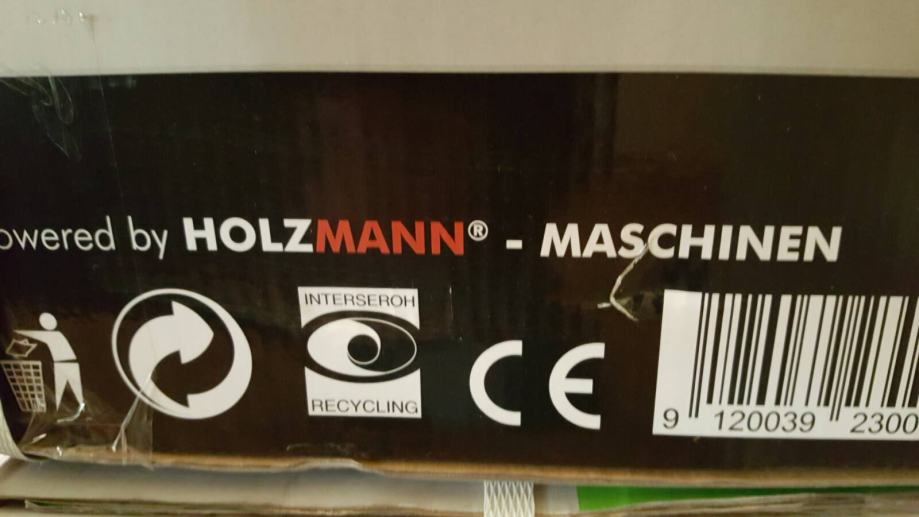 owered by HOLZMANN® - MASCHINEN
INTERSEROH
RECYCLING
CE
9 120039 2300